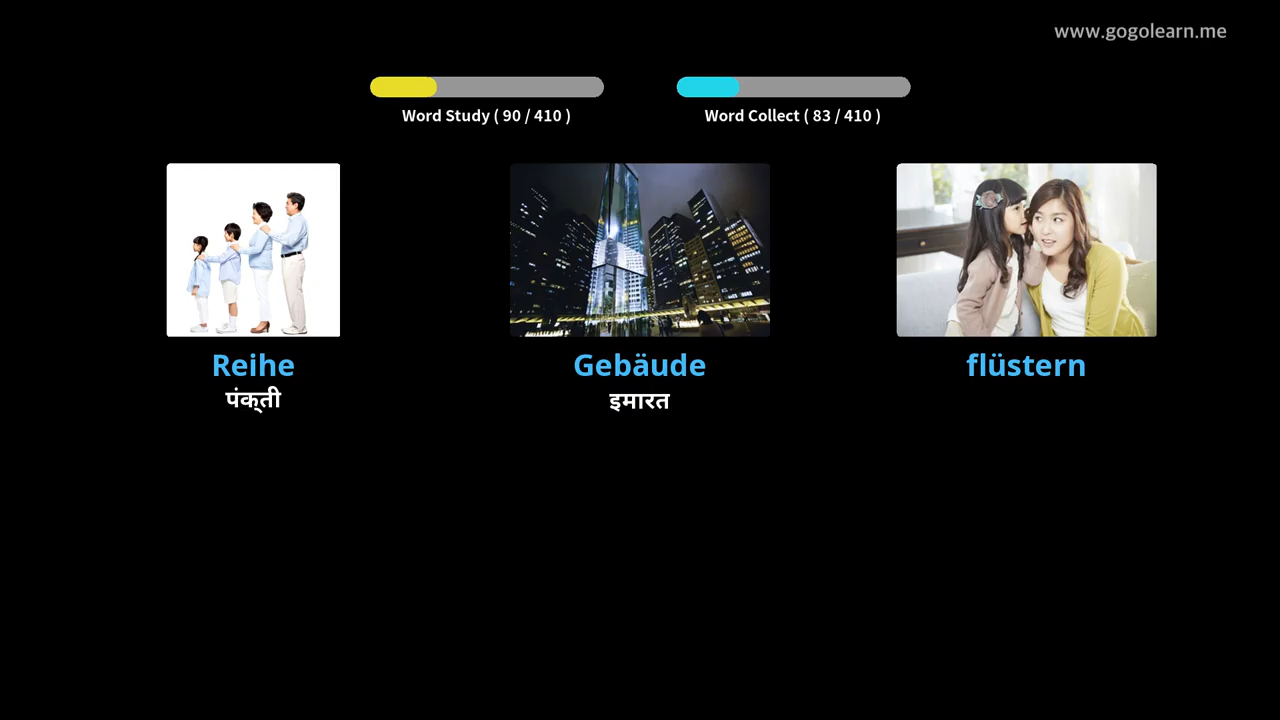 www.gogolearn.me
Word Study ( 90 / 410 )
Word Collect ( 83 / 410 )
Reihe
पंक्ती
Gebäude
इमारत
flüstern